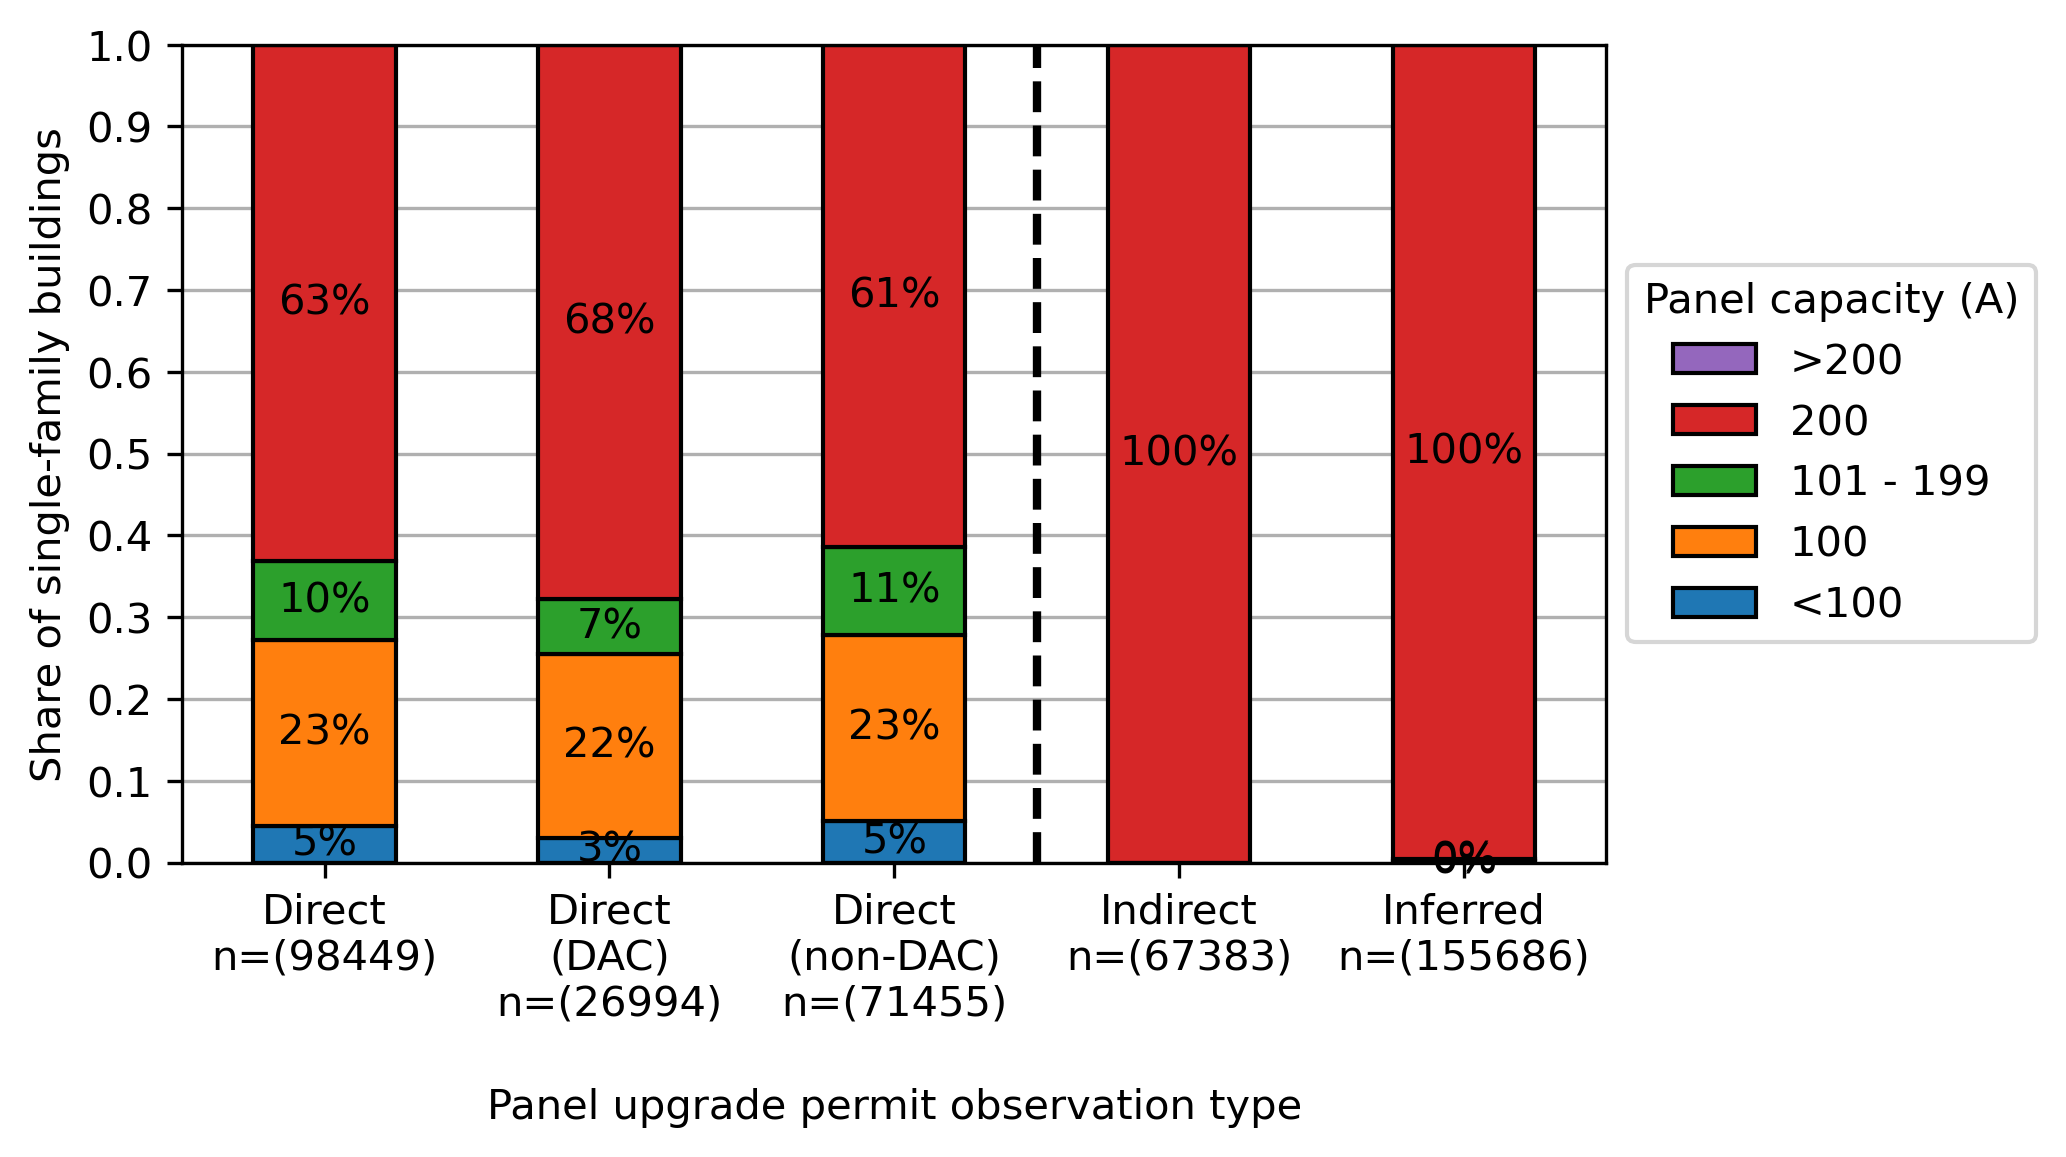 Share of single-family buildings
1.0
0.9
0.8
0.7
0.6
0.5
0.4
0.3
0.2
0.1
0.0
63%
10%
23%
5%
68%
7%
22%
3%
61%
11%
23%
5%
100%
100%
0%
Direct
n=(98449)
Direct
(DAC)
n=(26994)
Direct
(non-DAC)
n=(71455)
Indirect
n=(67383)
Inferred
n=(155686)
Panel upgrade permit observation type
Panel capacity (A)
>200
200
101 - 199
100
<100